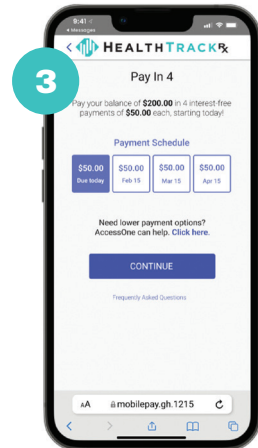 9:41
Messages
3
HEALTHTRACKRx
Pay In 4
Pay your balance of $200.00 in 4 interest-free
payments of $50.00 each, starting today!
Payment Schedule
$50.00 $50.00 $50.00 $50.00
Due today Feb 15 Mar 15 Apr 15
Need lower payment options?
AccessOne can help. Click here.
CONTINUE
Frequently Asked Questions
AA mobilepay.gh.1215